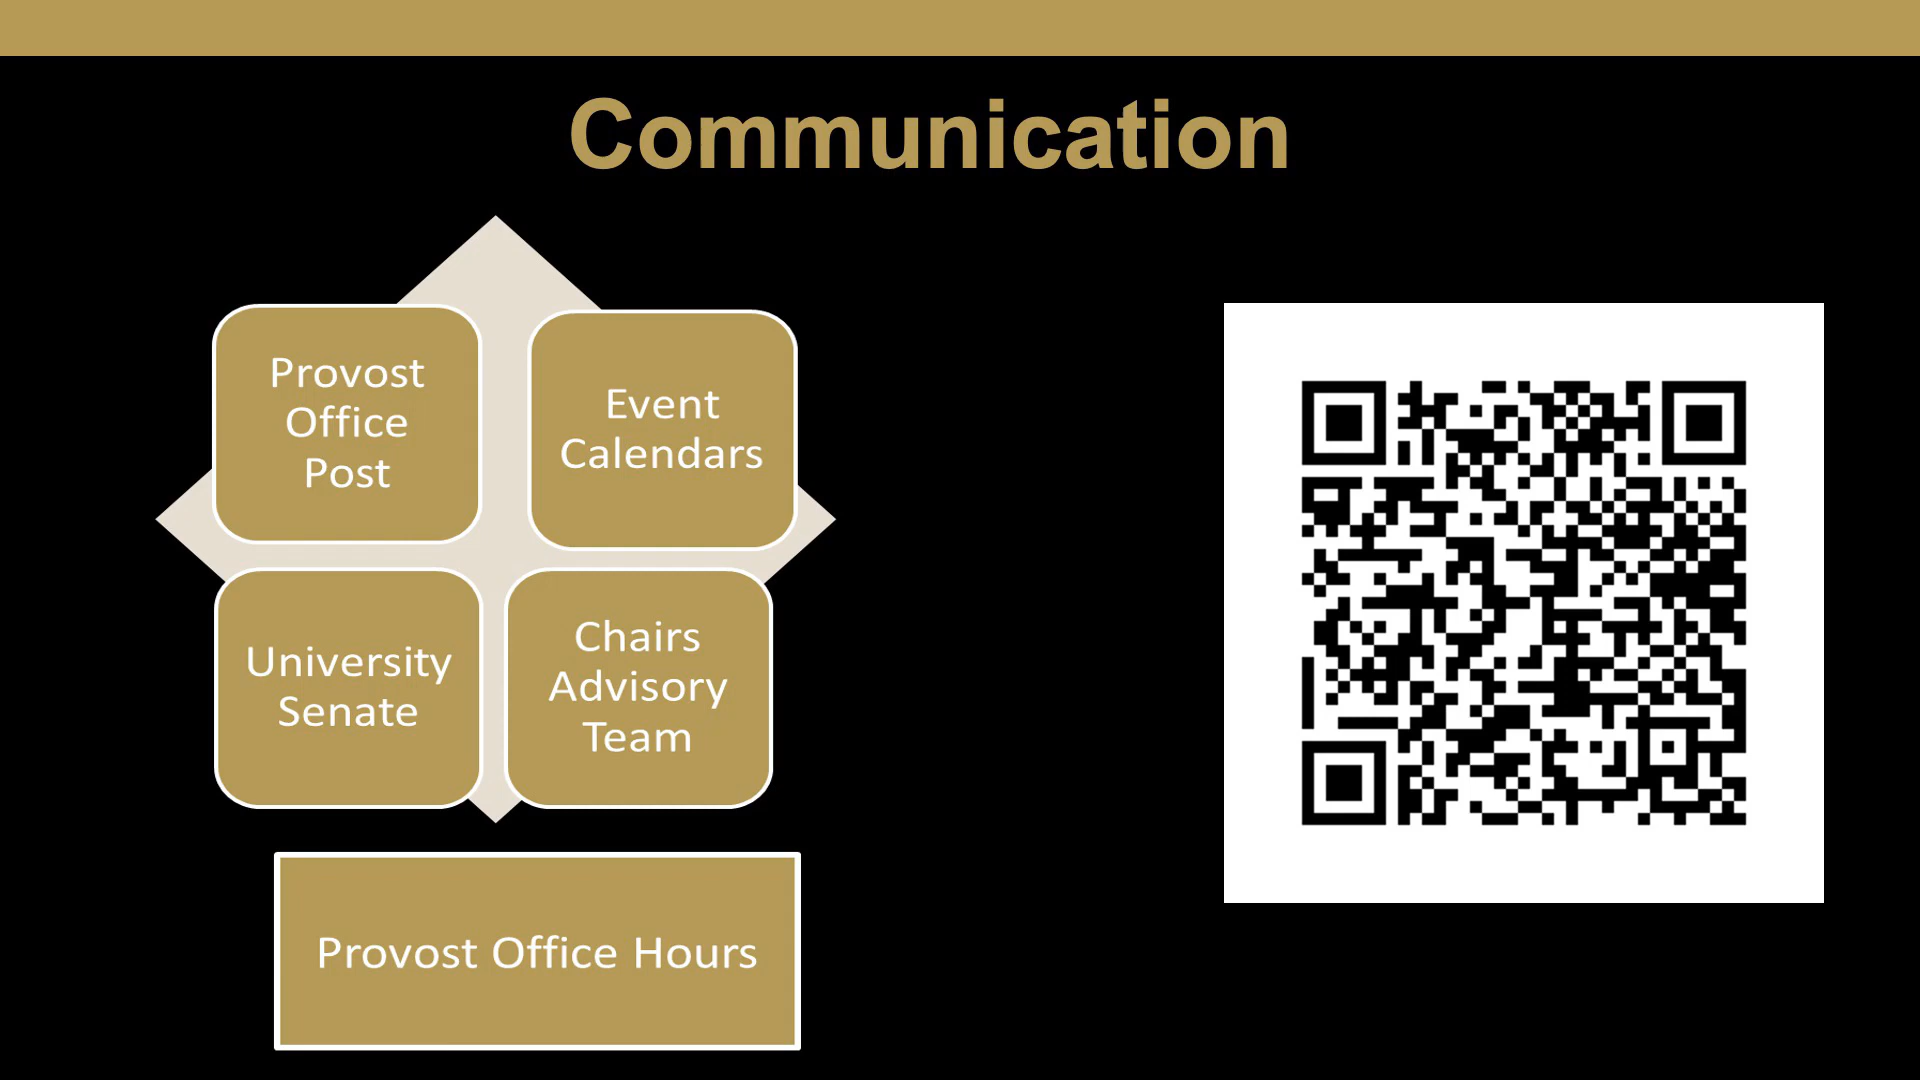 Communication
Provost
Office
Post
Event
Calendars
University
Senate
Chairs
Advisory
Team
Provost Office Hours